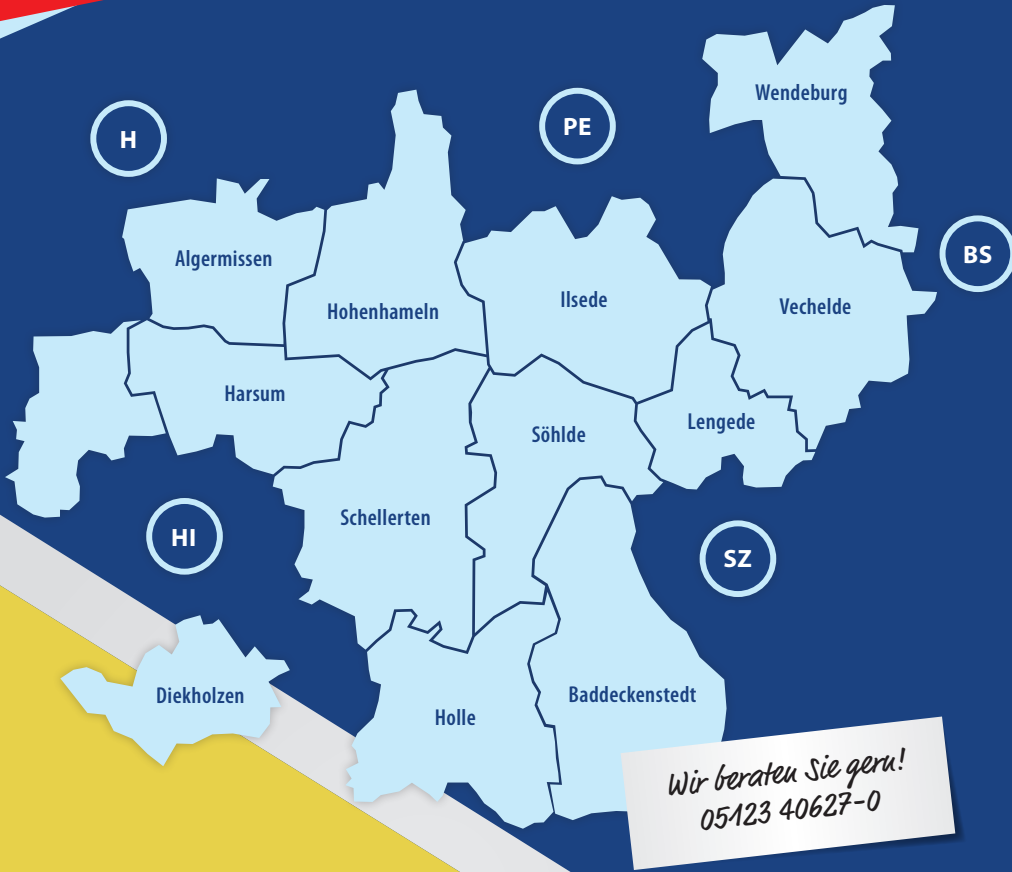 Wendeburg
H
PE
Algermissen
BS
Hohenhameln
Ilsede
Vechelde
Harsum
Söhlde
Lengede
Schellerten
HI
SZ
Diekholzen
Baddeckenstedt
Holle
Wir beraten Sie gern!
05123 40627-0